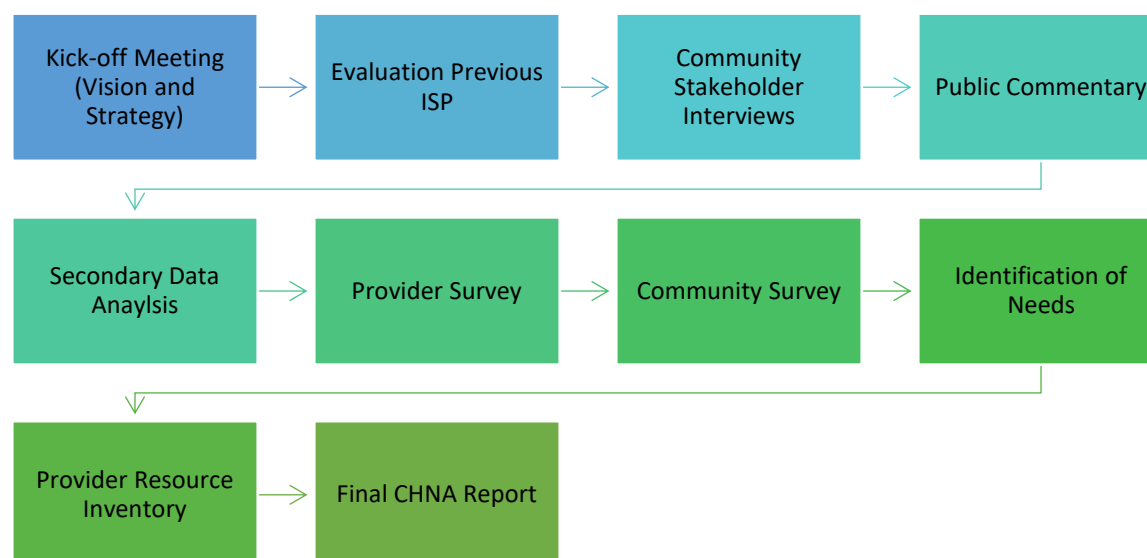 Kick-off Meeting
(Vision and
Strategy)
Evaluation Previous
ISP
Community
Stakeholder
Interviews
Public Commentary
Secondary Data
Anaylsis
Provider Survey
Community Survey
Identification of
Needs
Provider Resource
Inventory
Final CHNA Report